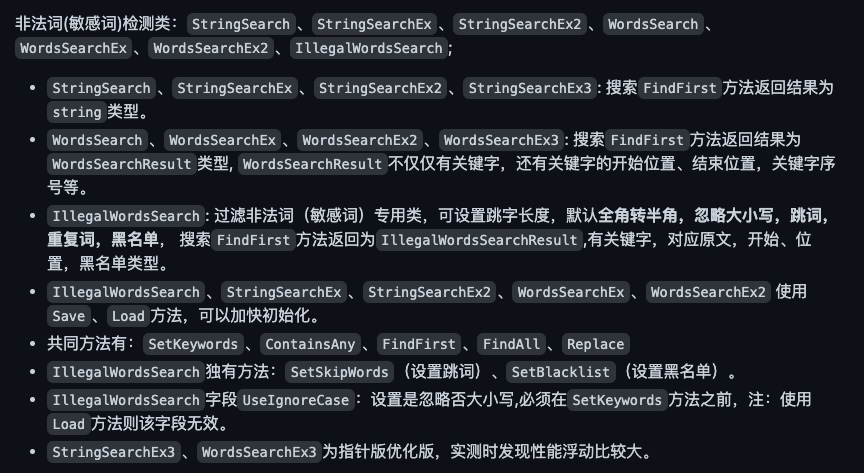 非法词(敏感词)检测类：StringSearch、StringSearchEx、StringSearchEx2、WordsSearch、
WordsSearchEx、WordsSearchEx2、IllegalWordsSearch;
• StringSearch、StringSearchEx、StringSearchEx2、StringSearchEx3: 搜索FindFirst方法返回结果为
string类型。
• WordsSearch、WordsSearchEx、WordsSearchEx2、WordsSearchEx3: 搜索FindFirst方法返回结果为
WordsSearchResult类型, WordsSearchResult不仅仅有关键字，还有关键字的开始位置、结束位置，关键字序
号等。
• IllegalWordsSearch: 过滤非法词（敏感词）专用类，可设置跳字长度，默认全角转半角，忽略大小写，跳词，
重复词，黑名单， 搜索FindFirst方法返回为IllegalWordsSearchResult,有关键字，对应原文，开始、位
置，黑名单类型。
• IllegalWordsSearch、StringSearchEx、StringSearchEx2、WordsSearchEx、WordsSearchEx2 使用
Save、Load方法，可以加快初始化。
• 共同方法有：SetKeywords、ContainsAny、FindFirst、FindAll、Replace
• IllegalWordsSearch独有方法：SetSkipWords（设置跳词）、SetBlacklist（设置黑名单）。
• IllegalWordsSearch字段UseIgnoreCase：设置是忽略否大小写,必须在SetKeywords方法之前，注：使用
Load方法则该字段无效。
• StringSearchEx3、WordsSearchEx3为指针版优化版，实测时发现性能浮动比较大。